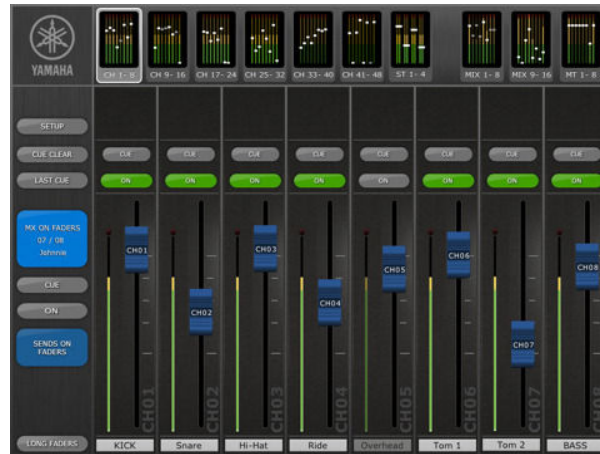 YAMAHA
CH 1- 8
CH 9- 16
CH 17- 24
CH 25- 32
CH 33- 40
CH 41- 48
ST 1- 4
MIX 1- 8
MIX 9- 16
MT 1- 8
SETUP
CUE CLEAR
CUE
CUE
CUE
CUE
CUE
CUE
CUE
CUE
LAST CUE
ON
ON
ON
ON
ON
ON
ON
ON
MX ON FADERS
07 / 08
Johnnie
CUE
ON
SENDS ON
FADERS
LONG FADERS
CH01
CH02
CH03
CH04
CH05
CH06
CH07
CH08
CH01
CH02
CH03
CH04
CH05
CH06
CH07
CH08
KICK
Snare
Hi-Hat
Ride
Overhead
Tom 1
Tom 2
BASS